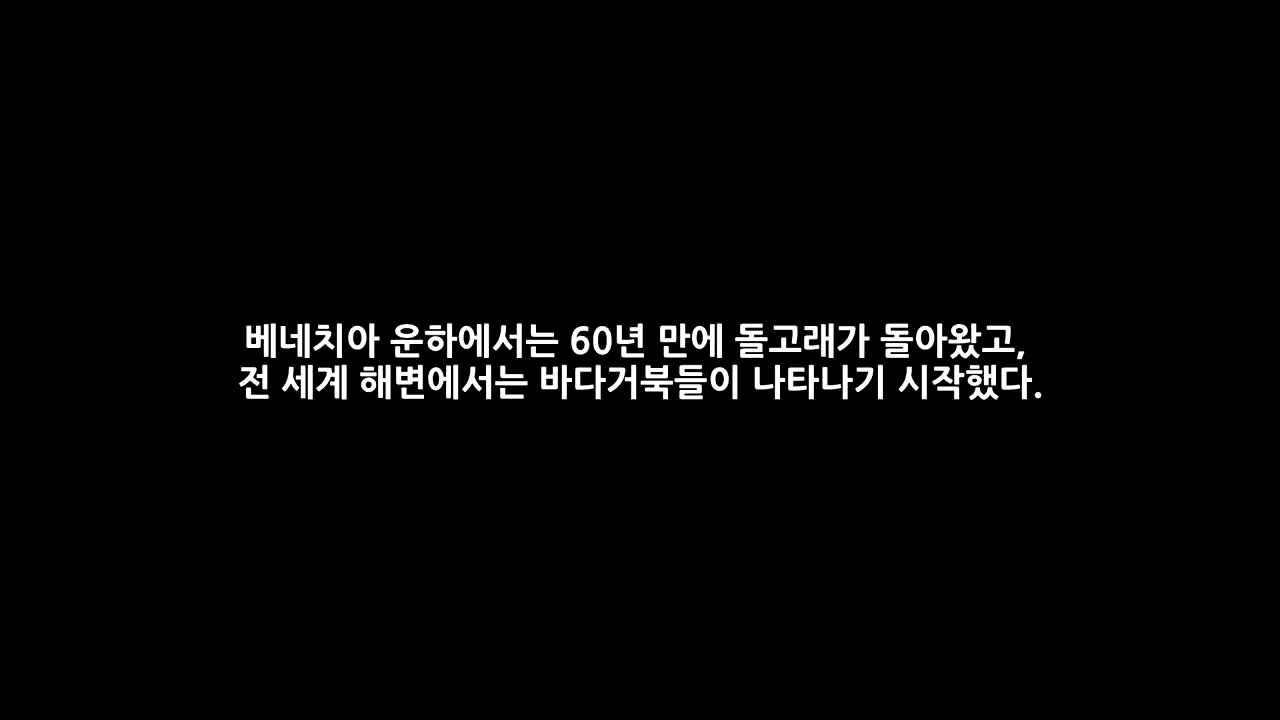 베네치아 운하에서는 60년 만에 돌고래가 돌아왔고,
전 세계 해변에서는 바다거북들이 나타나기 시작했다.